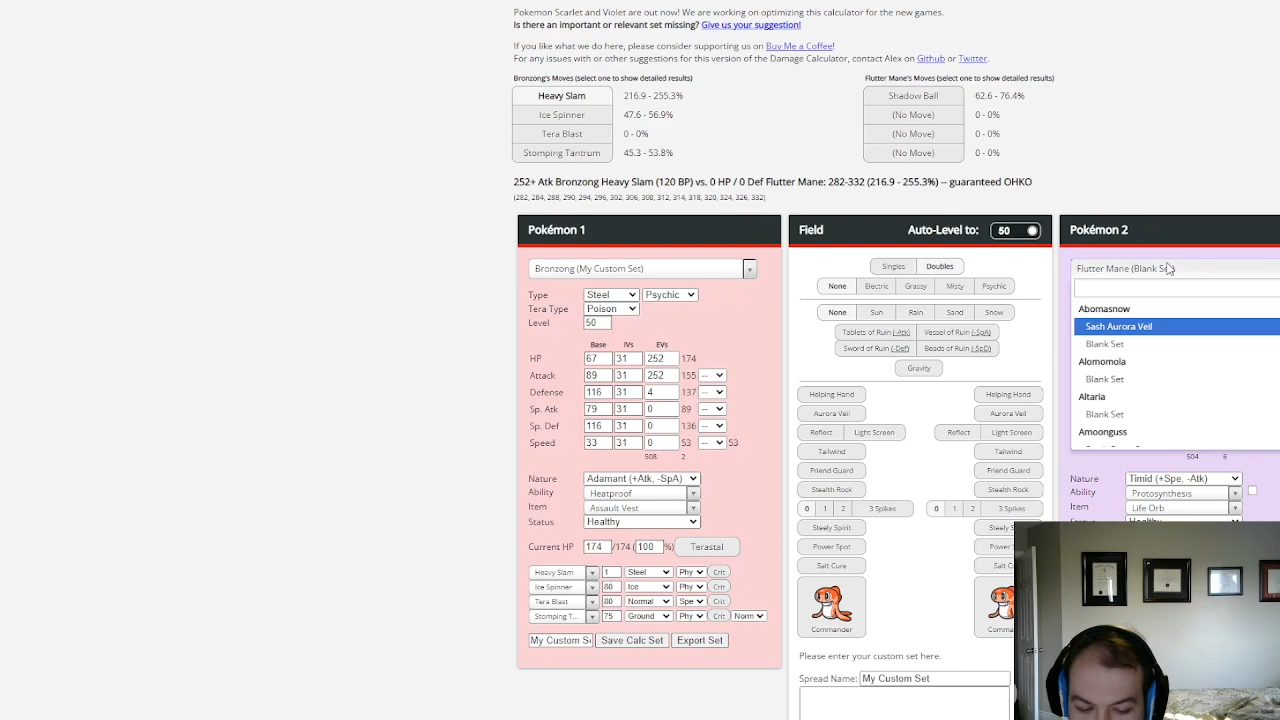 Pokemon Scarlet and Violet are out now! We are working on optimizing this calculator for the new games.
Is there an important or relevant set missing? Give us your suggestion!
If you like what we do here, please consider supporting us on Buy Me a Coffee!
For any issues with or other suggestions for this version of the Damage Calculator, contact Alex on Github or Twitter.
Bronzong's Moves (select one to show detailed results)
Heavy Slam 216.9 - 255.3%
Ice Spinner 47.6 - 56.9%
Tera Blast 0 - 0%
Stomping Tantrum 45.3 - 53.8%
Flutter Mane's Moves (select one to show detailed results)
Shadow Ball 62.6 - 76.4%
(No Move) 0 - 0%
(No Move) 0 - 0%
(No Move) 0 - 0%
252+ Atk Bronzong Heavy Slam (120 BP) vs. 0 HP / 0 Def Flutter Mane: 282-332 (216.9 - 255.3%) -- guaranteed OHKO
(282, 284, 288, 290, 294, 296, 302, 306, 308, 312, 314, 318, 320, 324, 326, 332)
Pokémon 1
Bronzong (My Custom Set)
Type Steel Psychic
Tera Type Poison
Level 50
Base IVs EVs
HP 67 31 252 174
Attack 89 31 252 155 --
Defense 116 31 4 137 --
Sp. Atk 79 31 0 89 --
Sp. Def 116 31 0 136 --
Speed 33 31 0 53 -- 53
508 2
Nature Adamant (+Atk, -SpA)
Ability Heatproof
Item Assault Vest
Status Healthy
Current HP 174 /174 (100 %) Terastal
Heavy Slam 1 Steel Phy Crit
Ice Spinner 80 Ice Phy Crit
Tera Blast 80 Normal Spe Crit
Stomping T... 75 Ground Phy Crit Norm
My Custom S Save Calc Set Export Set
Field Auto-Level to: 50
Singles Doubles
None Electric Grassy Misty Psychic
None Sun Rain Sand Snow
Tablets of Ruin (-Atk) Vessel of Ruin (-SpA)
Sword of Ruin (-Def) Beads of Ruin (-SpD)
Gravity
Helping Hand Helping Hand
Aurora Veil Aurora Veil
Reflect Light Screen Reflect Light Screen
Tailwind Tailwind
Friend Guard Friend Guard
Stealth Rock Stealth Rock
0 1 2 3 Spikes 0 1 2 3 Spikes
Steely Spirit Steely S
Power Spot Power
Salt Cure Salt C
Commander Comma
Please enter your custom set here.
Spread Name: My Custom Set
Pokémon 2
Flutter Mane (Blank Set)
Abomasnow
Sash Aurora Veil
Blank Set
Alomomola
Blank Set
Altaria
Blank Set
Amoonguss
504 6
Nature Timid (+Spe, -Atk)
Ability Protosynthesis
Item Life Orb